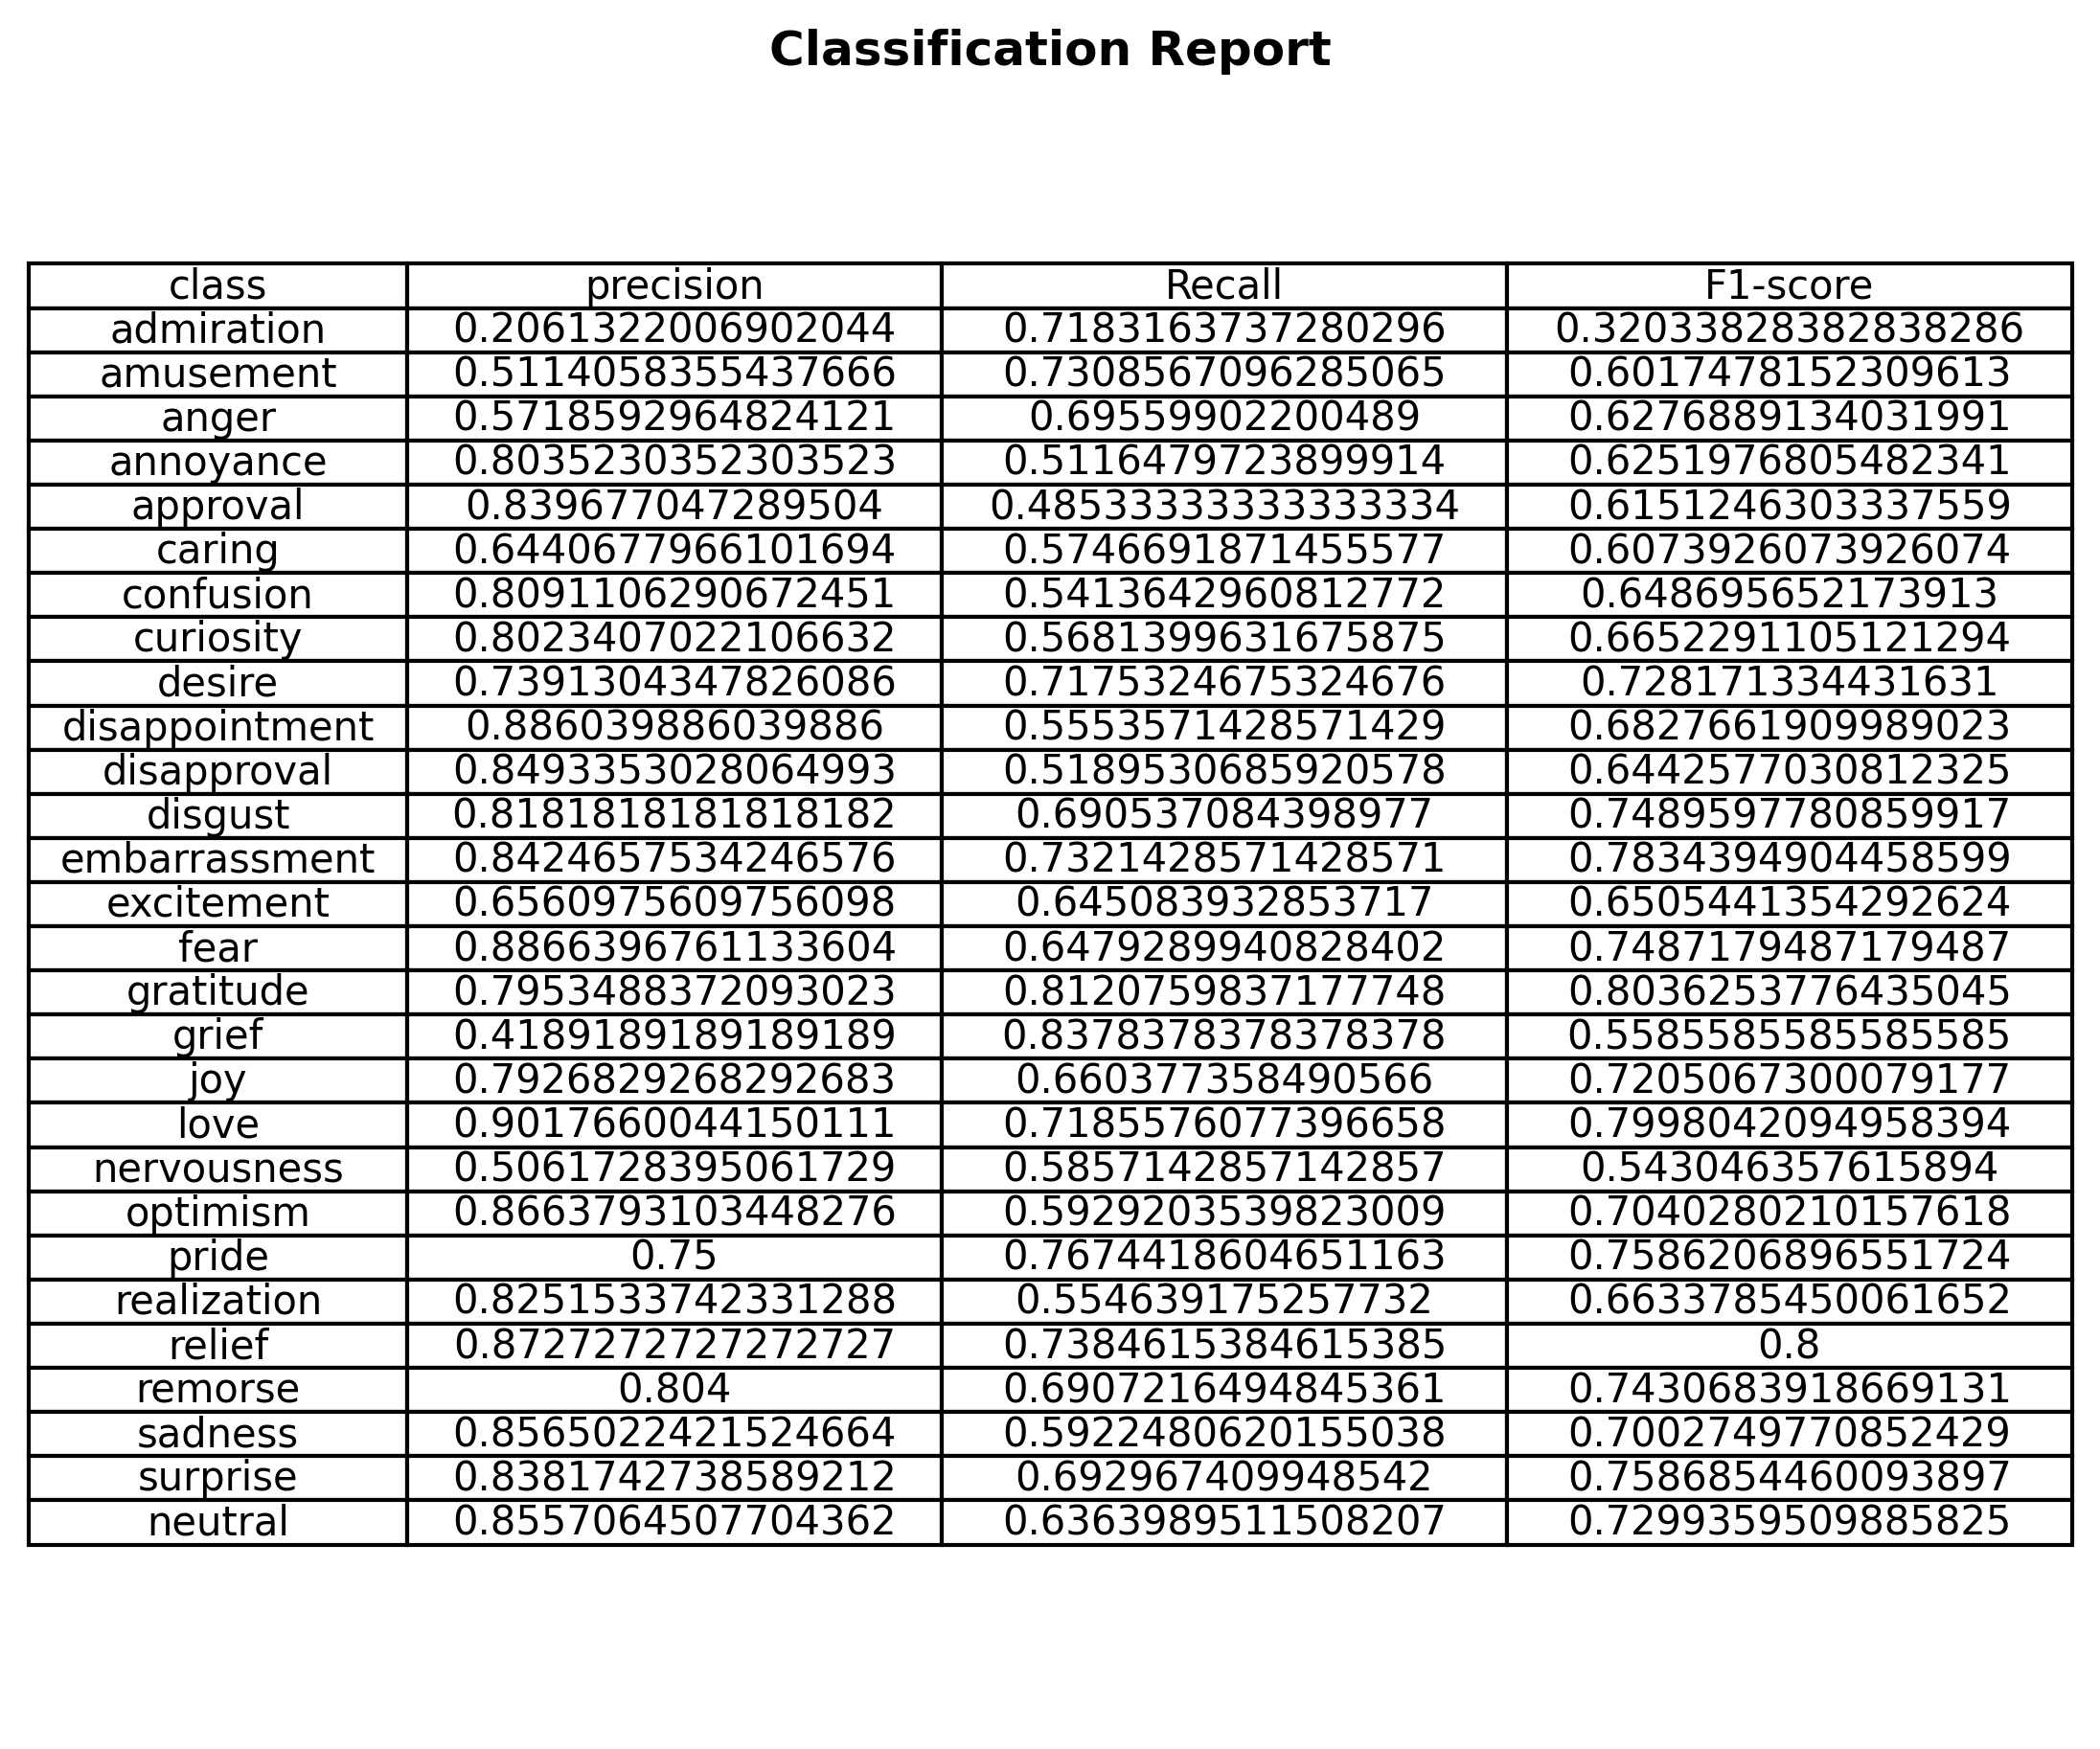 Classification Report
class precision Recall F1-score
admiration 0.2061322006902044 0.7183163737280296 0.32033828382838286
amusement 0.5114058355437666 0.7308567096285065 0.6017478152309613
anger 0.5718592964824121 0.69559902200489 0.6276889134031991
annoyance 0.8035230352303523 0.5116479723899914 0.6251976805482341
approval 0.839677047289504 0.48533333333333334 0.6151246303337559
caring 0.6440677966101694 0.5746691871455577 0.6073926073926074
confusion 0.8091106290672451 0.5413642960812772 0.648695652173913
curiosity 0.8023407022106632 0.5681399631675875 0.6652291105121294
desire 0.7391304347826086 0.7175324675324676 0.728171334431631
disappointment 0.886039886039886 0.5553571428571429 0.6827661909989023
disapproval 0.8493353028064993 0.5189530685920578 0.6442577030812325
disgust 0.8181818181818182 0.690537084398977 0.7489597780859917
embarrassment 0.8424657534246576 0.7321428571428571 0.7834394904458599
excitement 0.6560975609756098 0.645083932853717 0.6505441354292624
fear 0.8866396761133604 0.6479289940828402 0.7487179487179487
gratitude 0.7953488372093023 0.8120759837177748 0.8036253776435045
grief 0.4189189189189189 0.8378378378378378 0.5585585585585585
joy 0.7926829268292683 0.660377358490566 0.7205067300079177
love 0.9017660044150111 0.7185576077396658 0.7998042094958394
nervousness 0.5061728395061729 0.5857142857142857 0.543046357615894
optimism 0.8663793103448276 0.5929203539823009 0.7040280210157618
pride 0.75 0.7674418604651163 0.7586206896551724
realization 0.8251533742331288 0.554639175257732 0.6633785450061652
relief 0.8727272727272727 0.7384615384615385 0.8
remorse 0.804 0.6907216494845361 0.7430683918669131
sadness 0.8565022421524664 0.5922480620155038 0.7002749770852429
surprise 0.8381742738589212 0.692967409948542 0.7586854460093897
neutral 0.8557064507704362 0.6363989511508207 0.7299359509885825